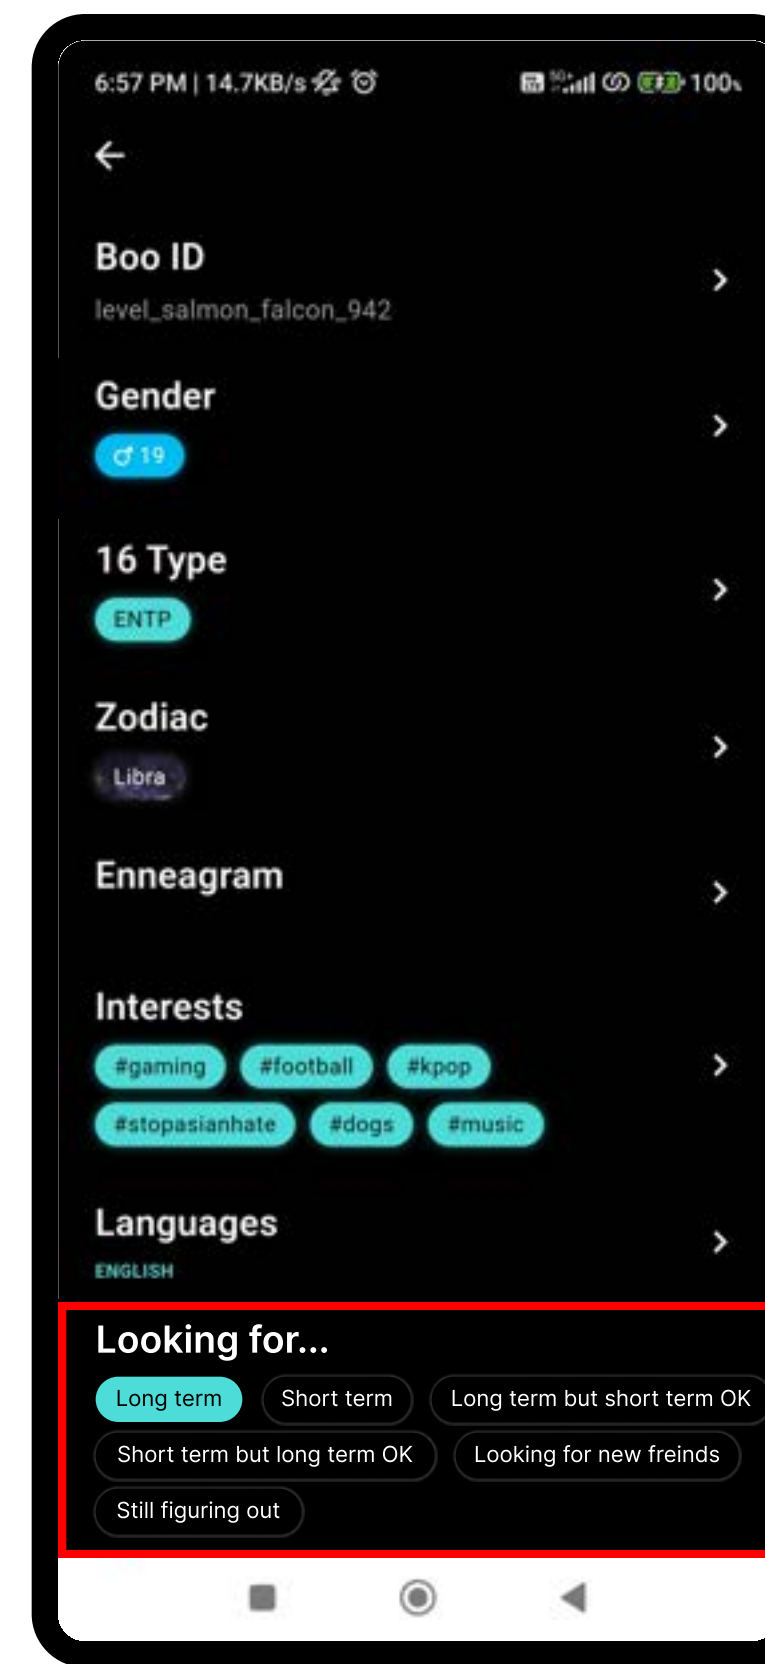 6:57 PM | 14.7KB/s 100%
Boo ID
level_salmon_falcon_942
Gender
♂ 19
16 Type
ENTP
Zodiac
Libra
Enneagram
Interests
#gaming #football #kpop
#stopasianhate #dogs #music
Languages
ENGLISH
Looking for...
Long term Short term Long term but short term OK
Short term but long term OK Looking for new freinds
Still figuring out